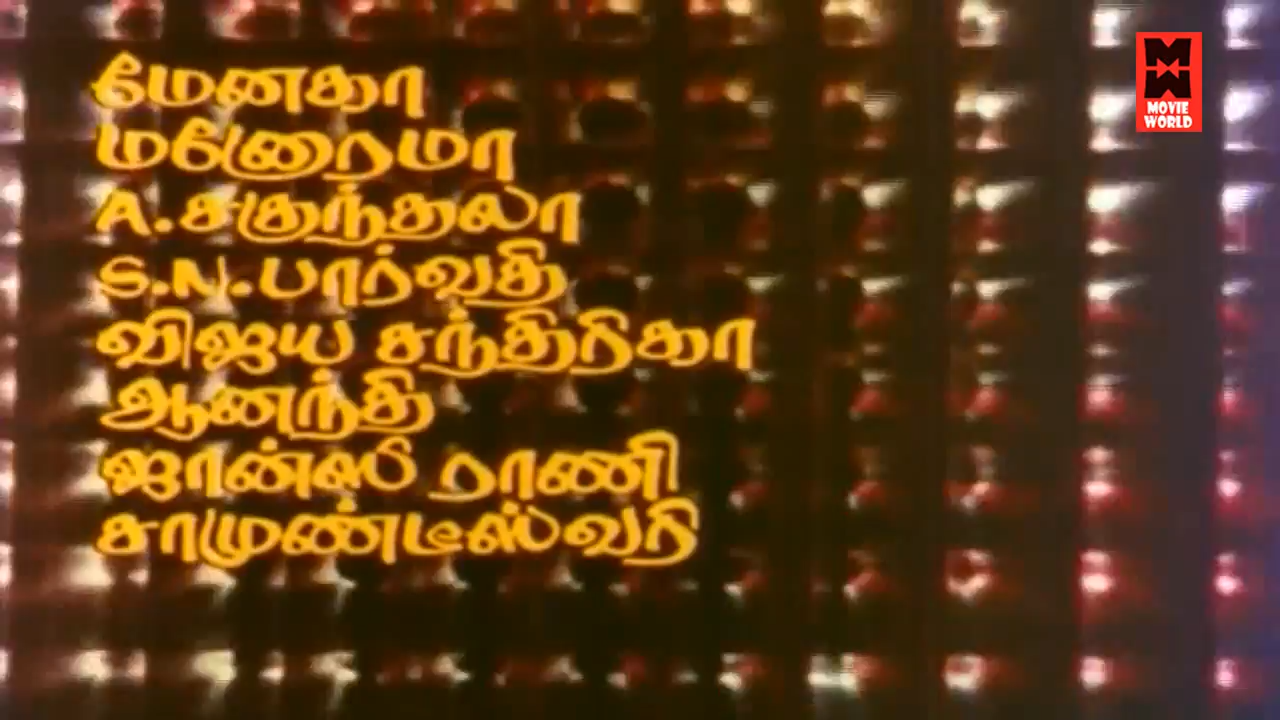 மேனகா
மனோரமா
A.சகுந்தலா
S.N.பார்வதி
விஜய சந்திரிகா
ஆனந்தி
ஜான்ஸி ராணி
சாமுண்டீஸ்வரி
MOVIE
WORLD